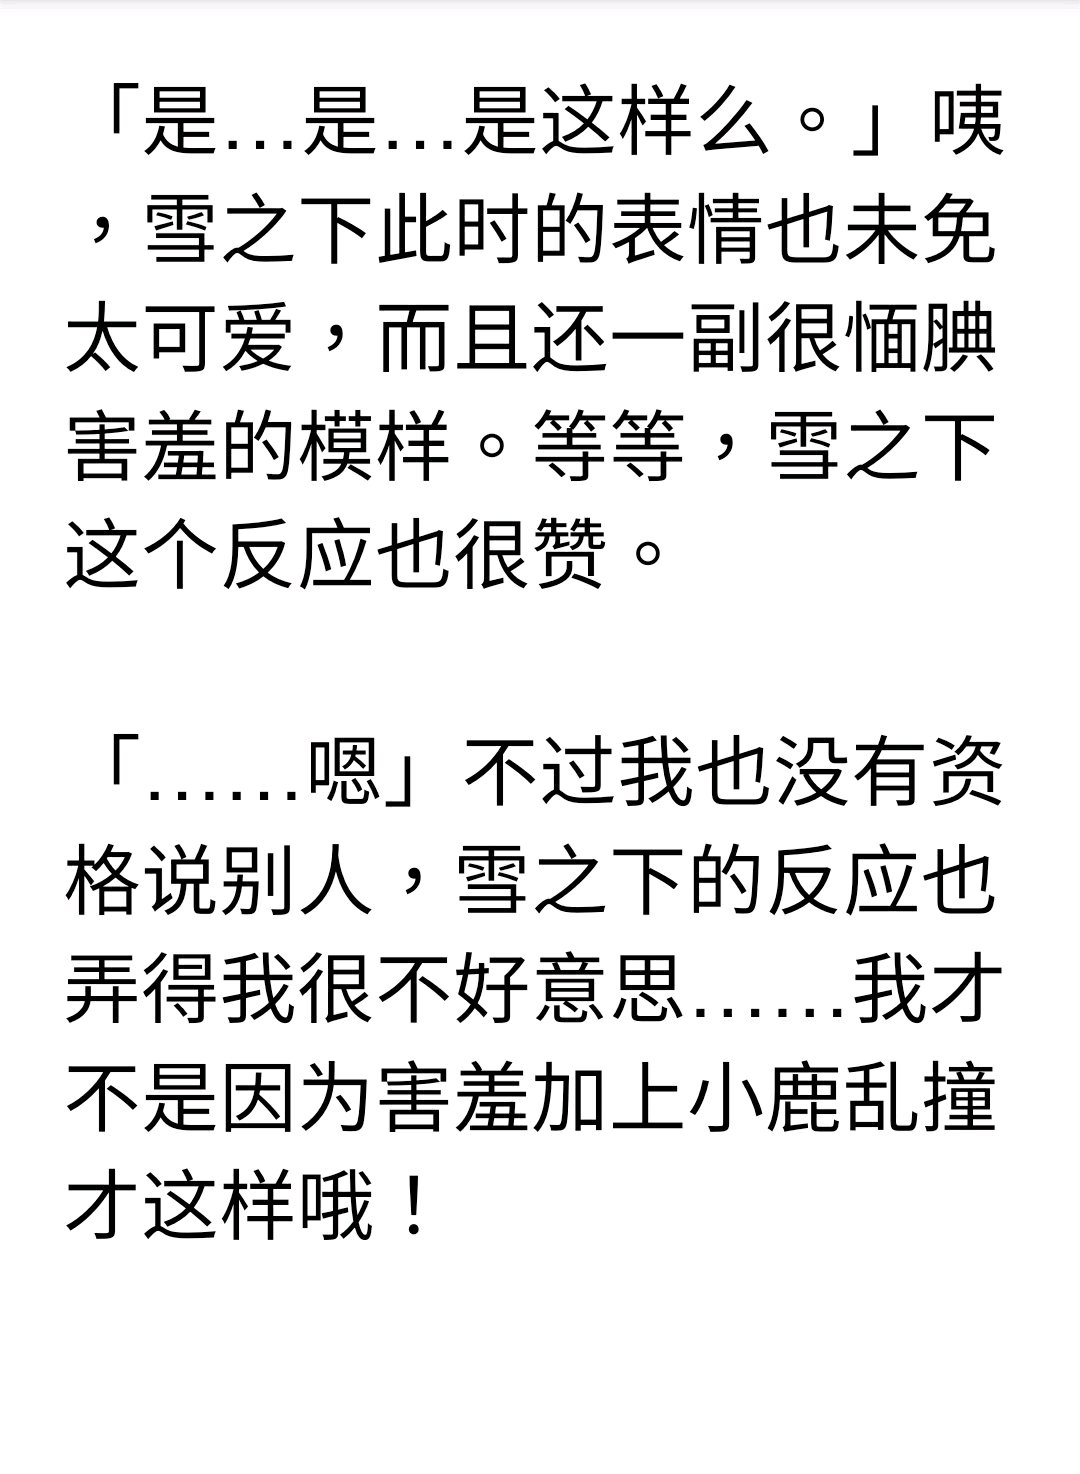 「是…是…是这样么。」咦
，雪之下此时的表情也未免
太可爱，而且还一副很愐腆
害羞的模样。等等，雪之下
这个反应也很赞。
「……嗯」不过我也没有资
格说别人，雪之下的反应也
弄得我很不好意思……我才
不是因为害羞加上小鹿乱撞
才这样哦！